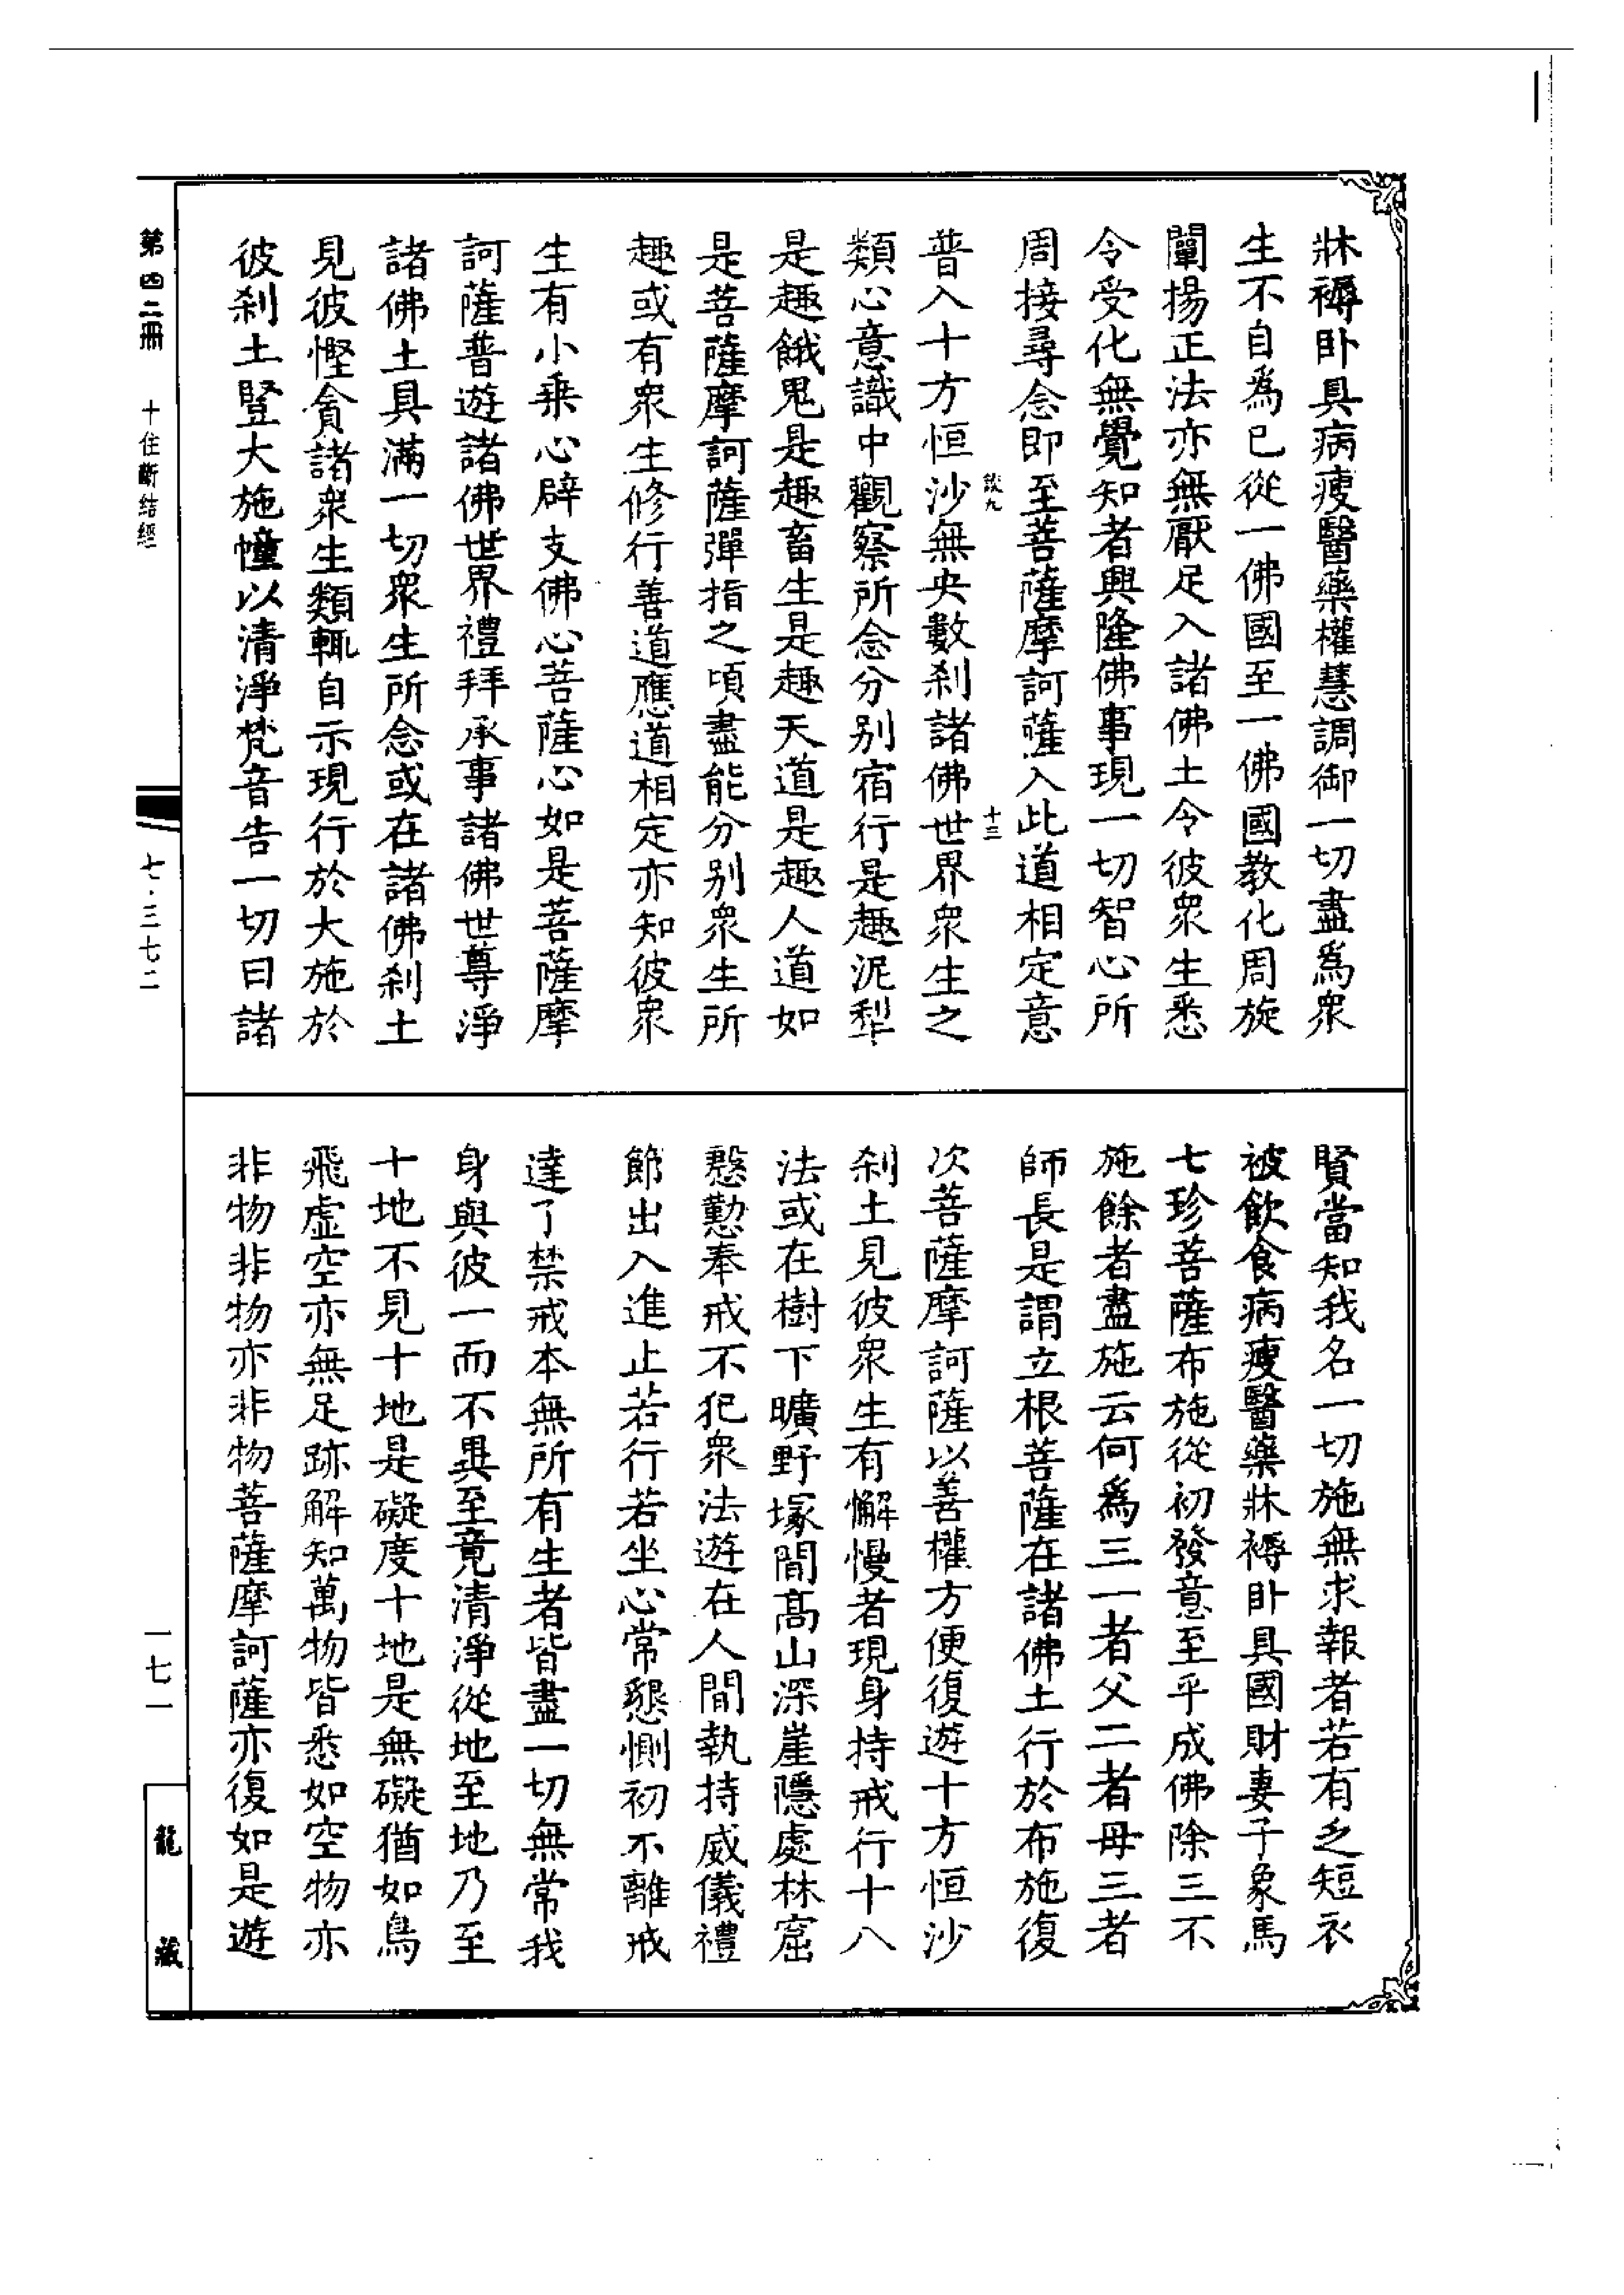 牀褥卧具病瘦醫藥權慧調御一切盡爲衆
生不自爲已從一佛國至一佛國教化周旋
闡揚正法亦無厭足入諸佛土令彼衆生悉
令受化無覺知者興隆佛事現一切智心所
周接尋念即至菩薩摩訶薩入此道相定意
十三
普入十方恒沙無央數刹諸佛世界衆生之
類心意識中觀察所念分别宿行是趣泥犁
是趣餓鬼是趣畜生是趣天道是趣人道如
是菩薩摩訶薩彈指之頃盡能分别衆生所
趣或有衆生修行善道應道相定亦知彼衆
生有小乗心辟支佛心菩薩心如是菩薩摩
訶薩普遊諸佛世界禮拜承事諸佛世尊淨
諸佛土具滿一切衆生所念或在諸佛刹土
見彼慳貪諸衆生類輒自示現行於大施於
彼刹土豎大施幢以清淨梵音告一切曰諸
賢當知我名一切施無求報者若有乏短衣
被飲食病瘦醫藥牀褥卧具國財妻子象馬
七珍菩薩布施從初發意至乎成佛除三不
施餘者盡施云何爲三一者父二者母三者
師長是謂立根菩薩在諸佛土行於布施復
次菩薩摩訶薩以善權方便復遊十方恒沙
刹土見彼衆生有懈慢者現身持戒行十八
法或在樹下曠野塚間高山深崖隱處林窟
慇懃奉戒不犯衆法遊在人間執持威儀禮
節出入進止若行若坐心常懇惻初不離戒
達了禁戒本無所有生者皆盡一切無常我
身與彼一而不異至竟清淨從地至地乃至
十地不見十地是礙度十地是無礙猶如鳥
飛虛空亦無足跡解知萬物皆悉如空物亦
非物非物亦非物菩薩摩訶薩亦復如是遊
第四二冊 十住斷结經
七·三七二
一七一
龍藏